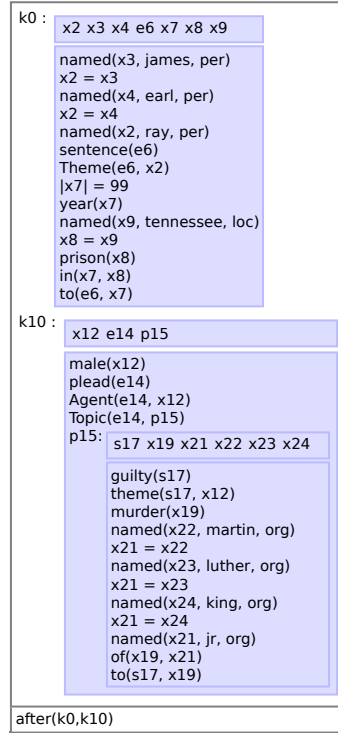 k0 :
x2 x3 x4 e6 x7 x8 x9
named(x3, james, per)
x2 = x3
named(x4, earl, per)
x2 = x4
named(x2, ray, per)
sentence(e6)
Theme(e6, x2)
|x7| = 99
year(x7)
named(x9, tennessee, loc)
x8 = x9
prison(x8)
in(x7, x8)
to(e6, x7)
k10 :
x12 e14 p15
male(x12)
plead(e14)
Agent(e14, x12)
Topic(e14, p15)
p15:
s17 x19 x21 x22 x23 x24
guilty(s17)
theme(s17, x12)
murder(x19)
named(x22, martin, org)
x21 = x22
named(x23, luther, org)
x21 = x23
named(x24, king, org)
x21 = x24
named(x21, jr, org)
of(x19, x21)
to(s17, x19)
after(k0,k10)